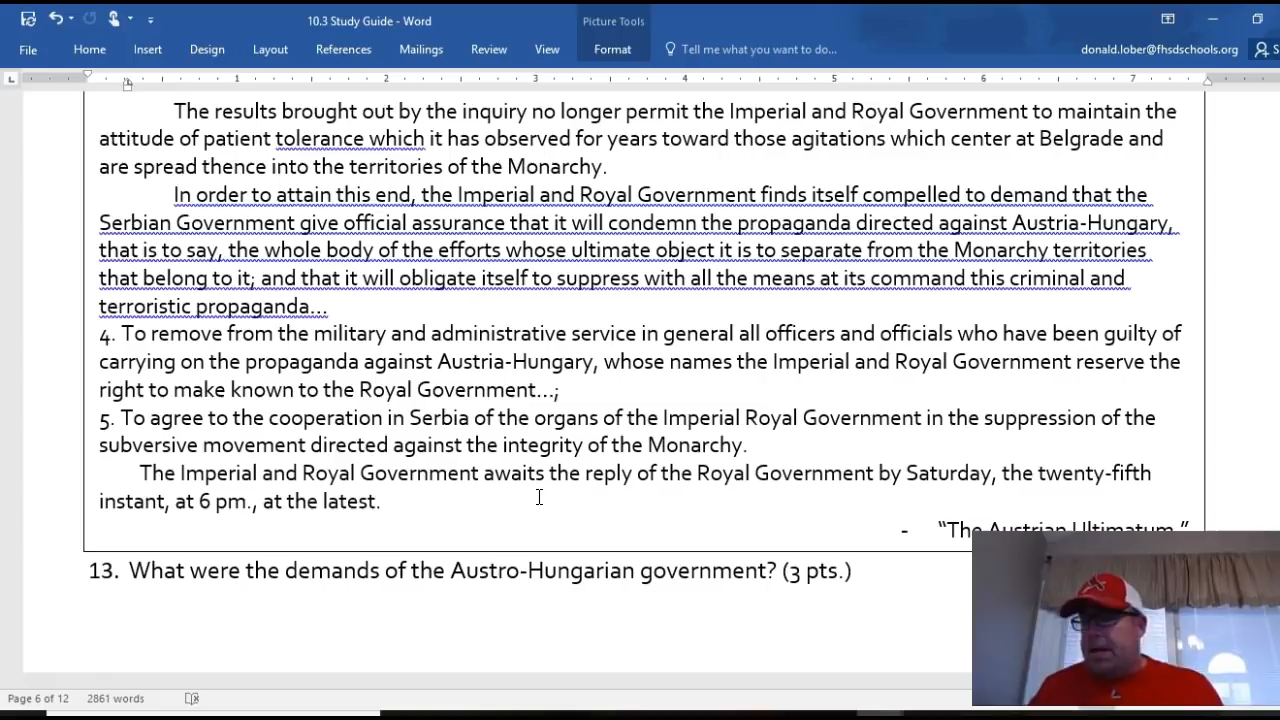 10.3 Study Guide - Word
Picture Tools
File Home Insert Design Layout References Mailings Review View Format Tell me what you want to do... donald.lober@fhsdschools.org S
L 1 2 3 4 5 6 7
The results brought out by the inquiry no longer permit the Imperial and Royal Government to maintain the
attitude of patient tolerance which it has observed for years toward those agitations which center at Belgrade and
are spread thence into the territories of the Monarchy.
In order to attain this end, the Imperial and Royal Government finds itself compelled to demand that the
Serbian Government give official assurance that it will condemn the propaganda directed against Austria-Hungary,
that is to say, the whole body of the efforts whose ultimate object it is to separate from the Monarchy territories
that belong to it; and that it will obligate itself to suppress with all the means at its command this criminal and
terroristic propaganda...
4. To remove from the military and administrative service in general all officers and officials who have been guilty of
carrying on the propaganda against Austria-Hungary, whose names the Imperial and Royal Government reserve the
right to make known to the Royal Government...;
5. To agree to the cooperation in Serbia of the organs of the Imperial Royal Government in the suppression of the
subversive movement directed against the integrity of the Monarchy.
The Imperial and Royal Government awaits the reply of the Royal Government by Saturday, the twenty-fifth
instant, at 6 pm., at the latest.
- “The Austrian Ultimatum.”
13. What were the demands of the Austro-Hungarian government? (3 pts.)
Page 6 of 12 2861 words